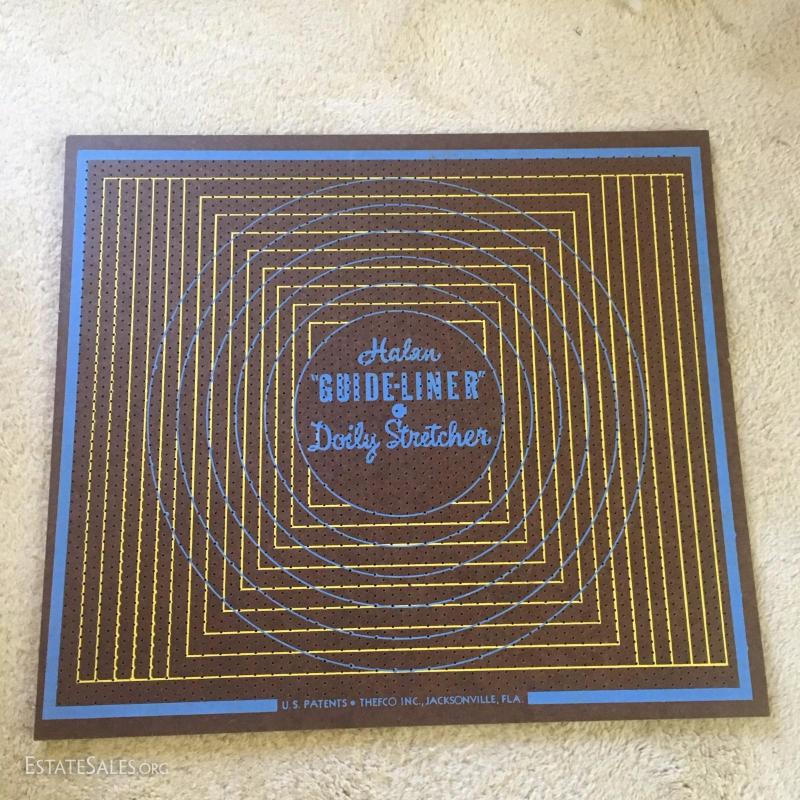 Halan
"GUIDE-LINER"
Doily Stretcher
U.S. PATENTS • THEFCO INC., JACKSONVILLE, FLA.
ESTATESALES.ORG